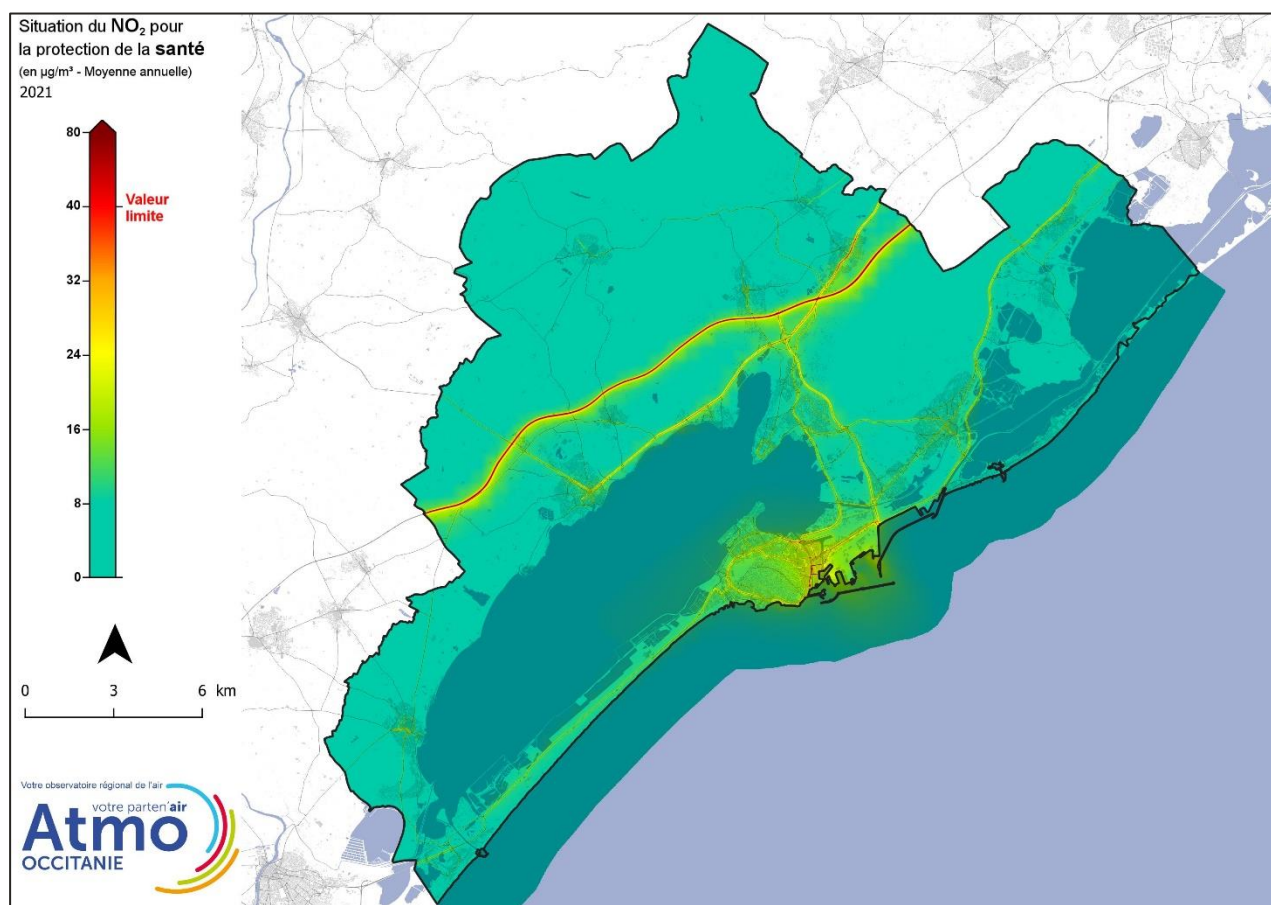 Situation du NO₂ pour
la protection de la santé
(en µg/m³ - Moyenne annuelle)
2021
80
40
Valeur
limite
32
24
16
8
0
0 3 6 km
Votre observatoire régional de l'air
votre parten'air
Atmo
OCCITANIE